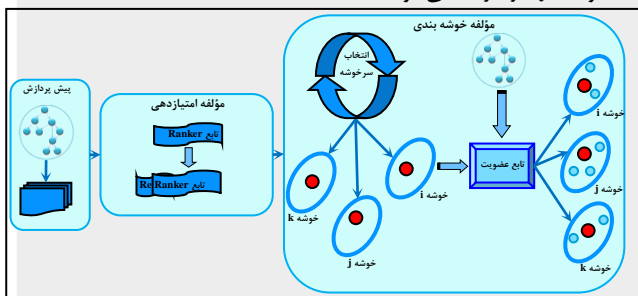 مؤلفه خوشه بندی
پیش پردازش
مؤلفه امتیازدهی
تابع Ranker
تابع Ranker
Re
انتخاب
سرخوشه
خوشه k
خوشه j
خوشه i
تابع عضویت
خوشه i
خوشه j
خوشه k